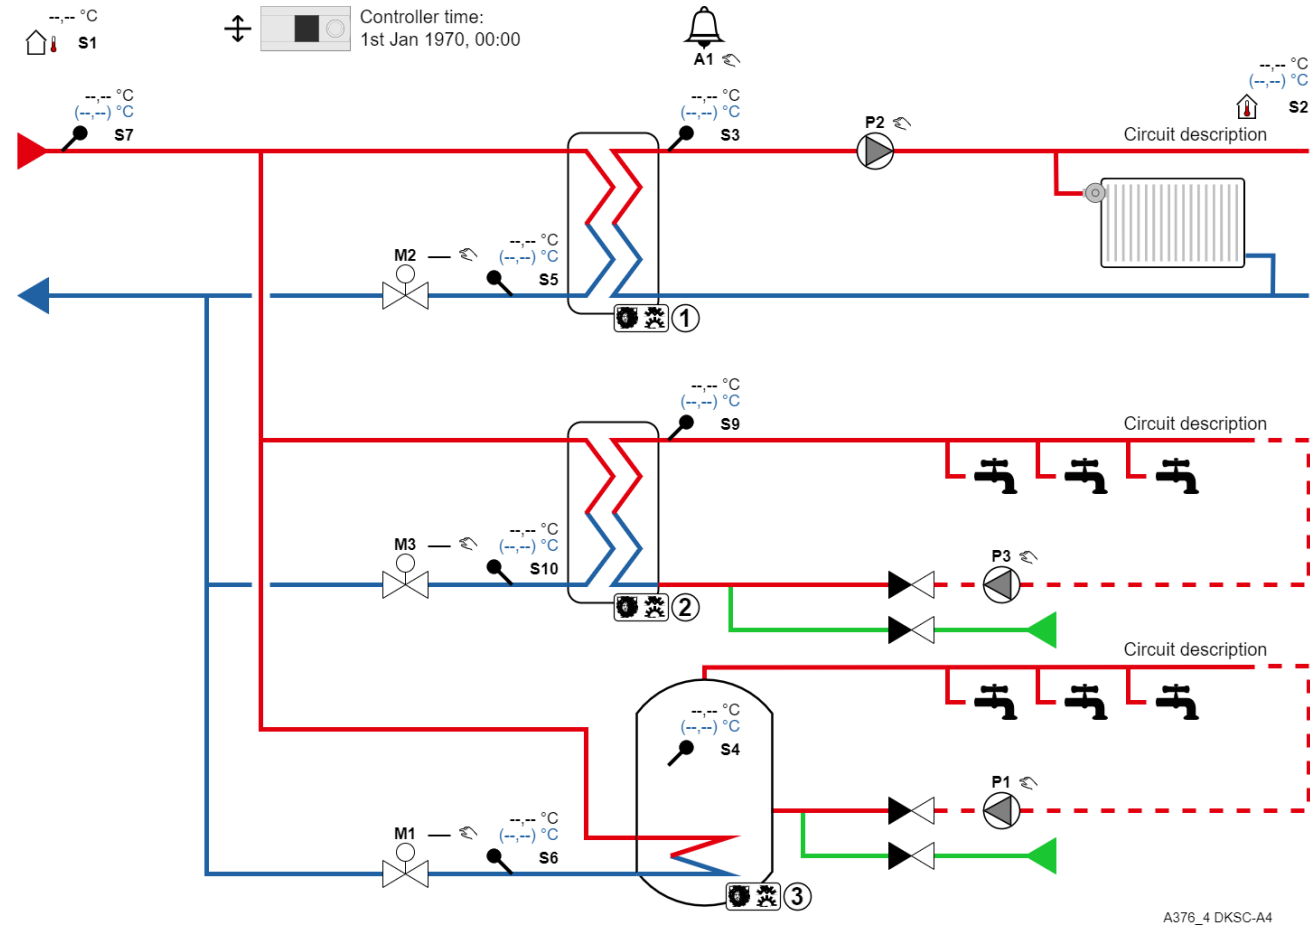 --,-- °C
S1
Controller time:
1st Jan 1970, 00:00
A1
--,-- °C
(--,--) °C
S2
--,-- °C
(--,--) °C
S7
--,-- °C
(--,--) °C
S3
P2
Circuit description
M2
--,-- °C
(--,--) °C
S5
1
--,-- °C
(--,--) °C
S9
Circuit description
M3
--,-- °C
(--,--) °C
S10
P3
2
Circuit description
--,-- °C
(--,--) °C
S4
P1
M1
--,-- °C
(--,--) °C
S6
3
A376_4 DKSC-A4